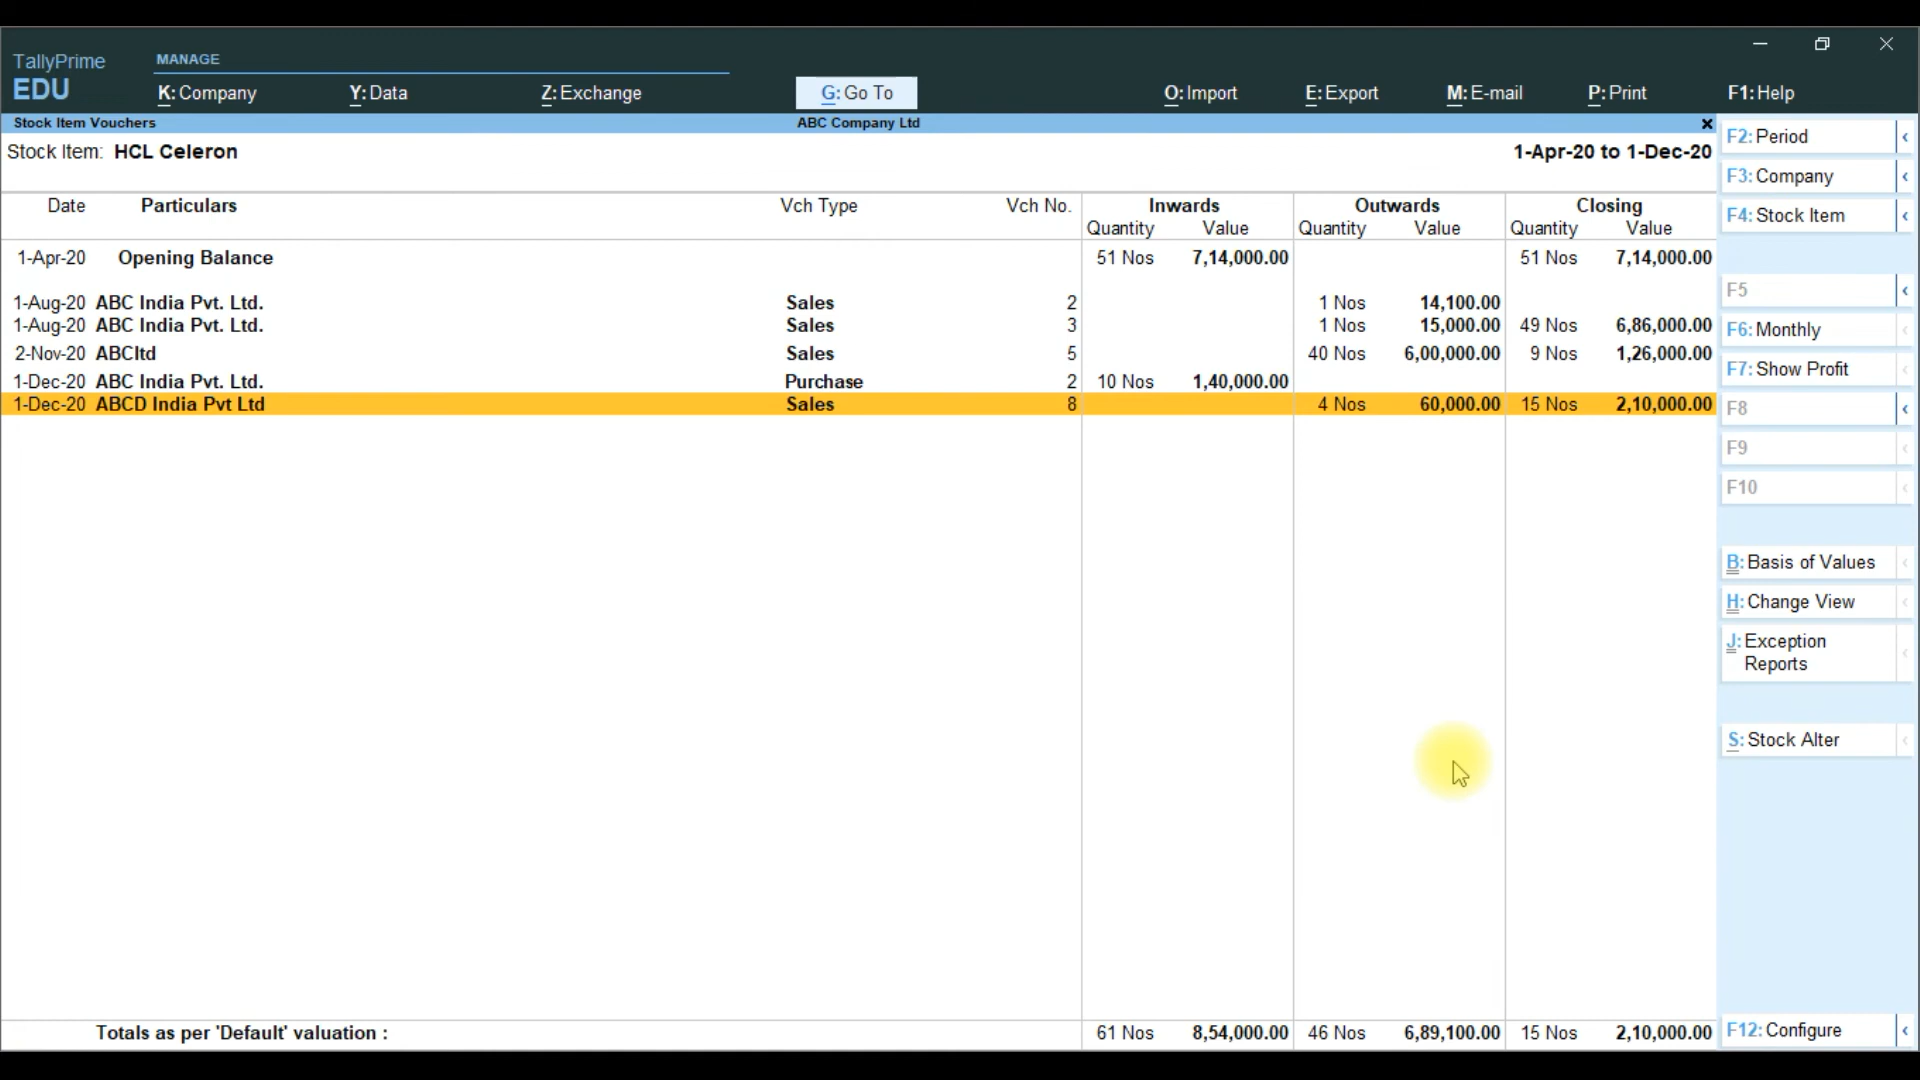 TallyPrime
EDU
MANAGE
K: Company Y: Data Z: Exchange G: Go To O: Import E: Export M: E-mail P: Print F1: Help
Stock Item Vouchers ABC Company Ltd
Stock Item: HCL Celeron 1-Apr-20 to 1-Dec-20
Date Particulars Vch Type Vch No. Inwards Outwards Closing
Quantity Value Quantity Value Quantity Value
1-Apr-20 Opening Balance 51 Nos 7,14,000.00 51 Nos 7,14,000.00
1-Aug-20 ABC India Pvt. Ltd. Sales 2 1 Nos 14,100.00
1-Aug-20 ABC India Pvt. Ltd. Sales 3 1 Nos 15,000.00 49 Nos 6,86,000.00
2-Nov-20 ABCltd Sales 5 40 Nos 6,00,000.00 9 Nos 1,26,000.00
1-Dec-20 ABC India Pvt. Ltd. Purchase 2 10 Nos 1,40,000.00
1-Dec-20 ABCD India Pvt Ltd Sales 8 4 Nos 60,000.00 15 Nos 2,10,000.00
Totals as per 'Default' valuation : 61 Nos 8,54,000.00 46 Nos 6,89,100.00 15 Nos 2,10,000.00
F2: Period
F3: Company
F4: Stock Item
F5
F6: Monthly
F7: Show Profit
F8
F9
F10
B: Basis of Values
H: Change View
J: Exception
Reports
S: Stock Alter
F12: Configure